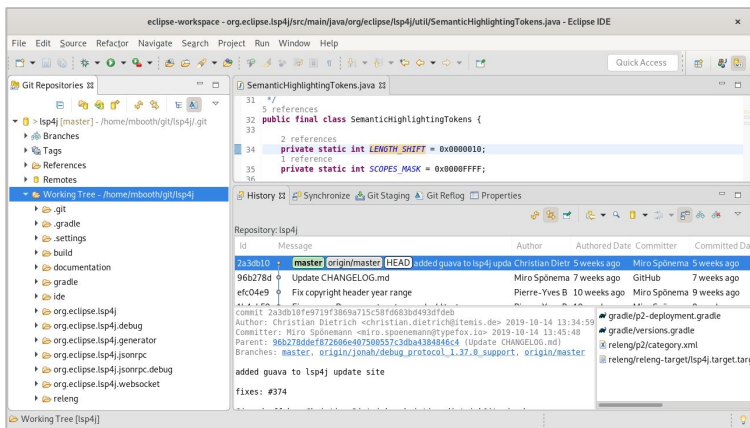 eclipse-workspace - org.eclipse.lsp4j/src/main/java/org/eclipse/lsp4j/util/SemanticHighlightingTokens.java - Eclipse IDE
File Edit Source Refactor Navigate Search Project Run Window Help
Quick Access
Git Repositories
> lsp4j [master] - /home/mbooth/git/lsp4j/.git
Branches
Tags
References
Remotes
Working Tree - /home/mbooth/git/lsp4j
.git
.gradle
.settings
build
documentation
gradle
ide
org.eclipse.lsp4j
org.eclipse.lsp4j.debug
org.eclipse.lsp4j.generator
org.eclipse.lsp4j.jsonrpc
org.eclipse.lsp4j.jsonrpc.debug
org.eclipse.lsp4j.websocket
releng
SemanticHighlightingTokens.java
31 */
5 references
32 public final class SemanticHighlightingTokens {
33
2 references
34 private static int LENGTH_SHIFT = 0x0000010;
1 reference
35 private static int SCOPES_MASK = 0x0000FFFF;
36
History Synchronize Git Staging Git Reflog Properties
Repository: lsp4j
Id Message Author Authored Date Committer Committed Da
2a3db10 master origin/master HEAD added guava to lsp4j upda Christian Dietr 5 weeks ago Miro Spönema 5 weeks ago
96b278d Update CHANGELOG.md Miro Spönema 7 weeks ago GitHub 7 weeks ago
efc04e9 Fix copyright header year range Pierre-Yves B 10 weeks ago Miro Spönema 9 weeks ago
commit 2a3db10fe9719f3869a715c58fd683bd493dfdeb
Author: Christian Dietrich <christian.dietrich@itemis.de> 2019-10-14 13:34:59
Committer: Miro Spönemann <miro.spoenemann@typefox.io> 2019-10-14 13:45:48
Parent: 96b278ddef872606e407500557c3dba4384846c4 (Update CHANGELOG.md)
Branches: master, origin/jonah/debug_protocol_1.37.0_support, origin/master
added guava to lsp4j update site
fixes: #374
gradle/p2-deployment.gradle
gradle/versions.gradle
releng/p2/category.xml
releng/releng-target/lsp4j.target.targ
Working Tree [lsp4j]